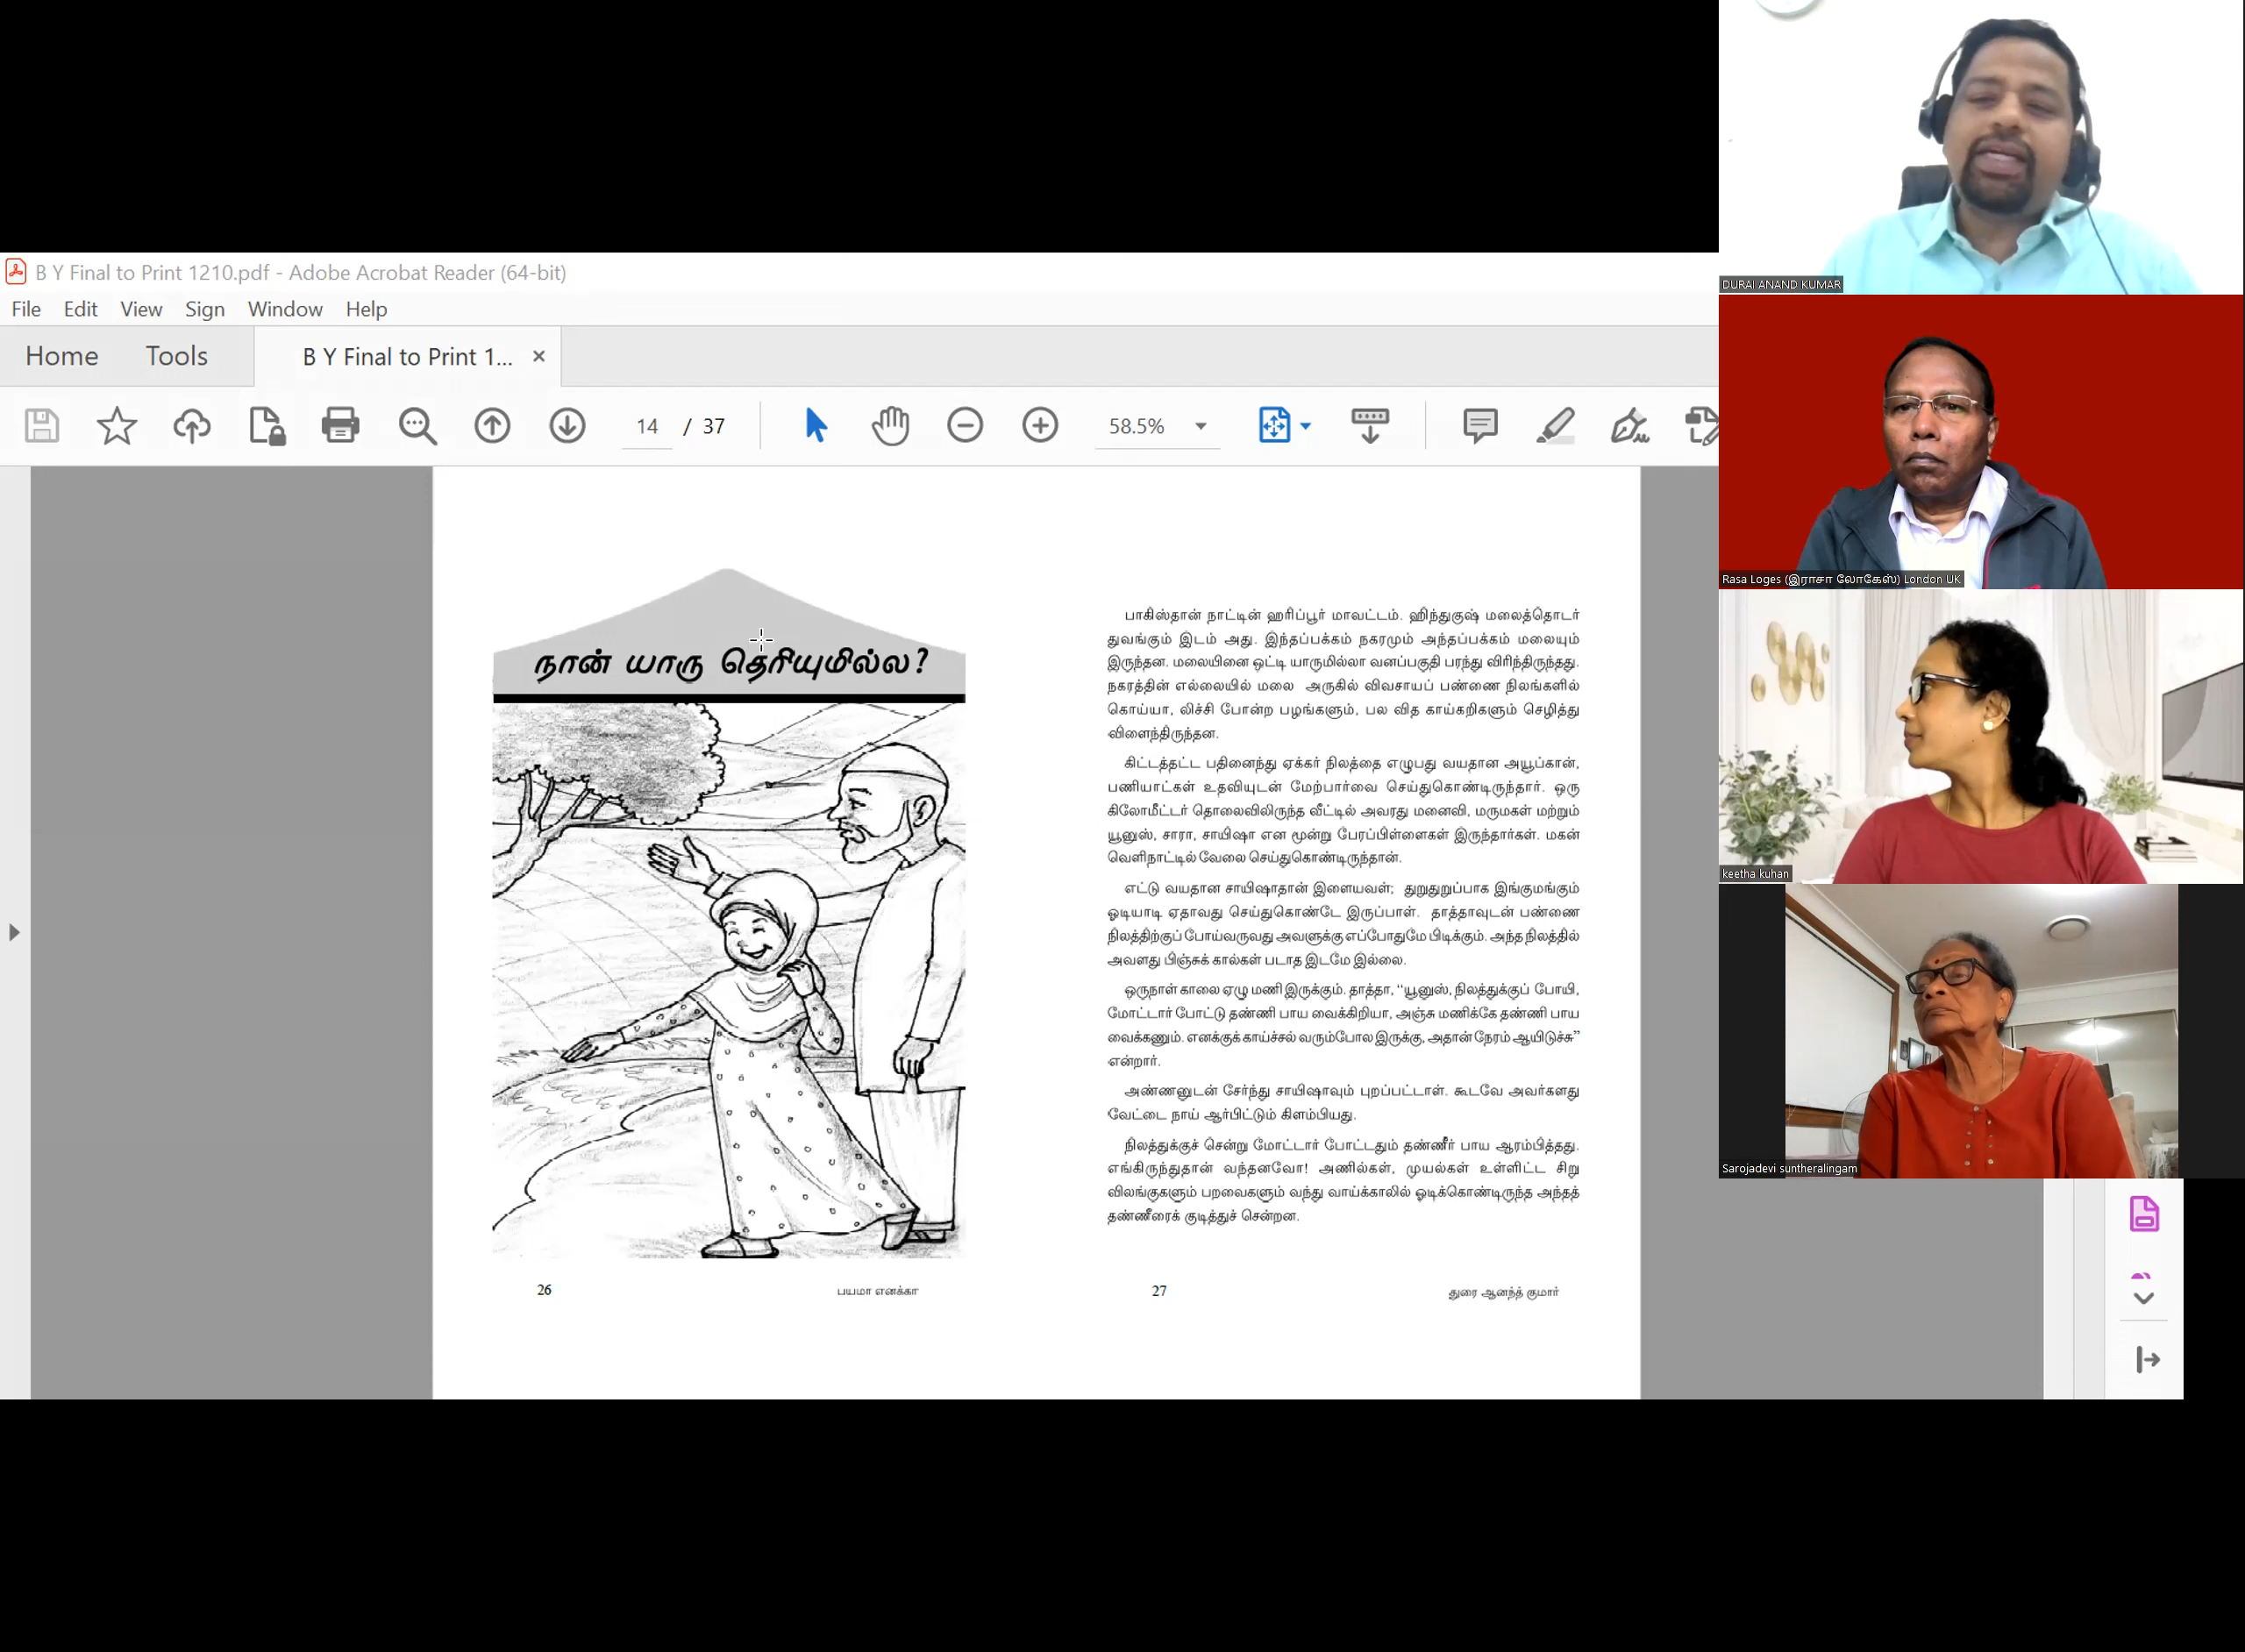 B Y Final to Print 1210.pdf - Adobe Acrobat Reader (64-bit)
File Edit View Sign Window Help
Home Tools B Y Final to Print 1... ×
14 / 37 58.5%
நான் யாரு தெரியுமில்ல?
26 பயமா எனக்கா
பாகிஸ்தான் நாட்டின் ஹரிப்பூர் மாவட்டம். ஹிந்துகுஷ் மலைத்தொடர்
துவங்கும் இடம் அது. இந்தப்பக்கம் நகரமும் அந்தப்பக்கம் மலையும்
இருந்தன. மலையினை ஒட்டி யாருமில்லா வனப்பகுதி பரந்து விரிந்திருந்தது.
நகரத்தின் எல்லையில் மலை அருகில் விவசாயப் பண்ணை நிலங்களில்
கொய்யா, லிச்சி போன்ற பழங்களும், பல வித காய்கறிகளும் செழித்து
விளைந்திருந்தன.
கிட்டத்தட்ட பதினைந்து ஏக்கர் நிலத்தை எழுபது வயதான அயூப்கான்,
பணியாட்கள் உதவியுடன் மேற்பார்வை செய்துகொண்டிருந்தார். ஒரு
கிலோமீட்டர் தொலைவிலிருந்த வீட்டில் அவரது மனைவி, மருமகள் மற்றும்
யூனுஸ், சாரா, சாயிஷா என மூன்று பேரப்பிள்ளைகள் இருந்தார்கள். மகன்
வெளிநாட்டில் வேலை செய்துகொண்டிருந்தான்.
எட்டு வயதான சாயிஷாதான் இளையவள்; துறுதுறுப்பாக இங்குமங்கும்
ஓடியாடி ஏதாவது செய்துகொண்டே இருப்பாள். தாத்தாவுடன் பண்ணை
நிலத்திற்குப் போய்வருவது அவளுக்கு எப்போதுமே பிடிக்கும். அந்த நிலத்தில்
அவளது பிஞ்சுக் கால்கள் படாத இடமே இல்லை.
ஒருநாள் காலை ஏழு மணி இருக்கும். தாத்தா, "யூனுஸ், நிலத்துக்குப் போயி,
மோட்டார் போட்டு தண்ணி பாய வைக்கிறியா, அஞ்சு மணிக்கே தண்ணி பாய
வைக்கணும். எனக்குக் காய்ச்சல் வரும்போல இருக்கு, அதான் நேரம் ஆயிடுச்சு"
என்றார்.
அண்ணனுடன் சேர்ந்து சாயிஷாவும் புறப்பட்டாள். கூடவே அவர்களது
வேட்டை நாய் ஆர்பிட்டும் கிளம்பியது.
நிலத்துக்குச் சென்று மோட்டார் போட்டதும் தண்ணீர் பாய ஆரம்பித்தது.
எங்கிருந்துதான் வந்தனவோ! அணில்கள், முயல்கள் உள்ளிட்ட சிறு
விலங்குகளும் பறவைகளும் வந்து வாய்க்காலில் ஓடிக்கொண்டிருந்த அந்தத்
தண்ணீரைக் குடித்துச் சென்றன.
27 துரை ஆனந்த் குமார்
DURAI ANAND KUMAR
Rasa Loges (இராசா லோகேஸ்) London UK
keetha kuhan
Sarojadevi suntheralingam